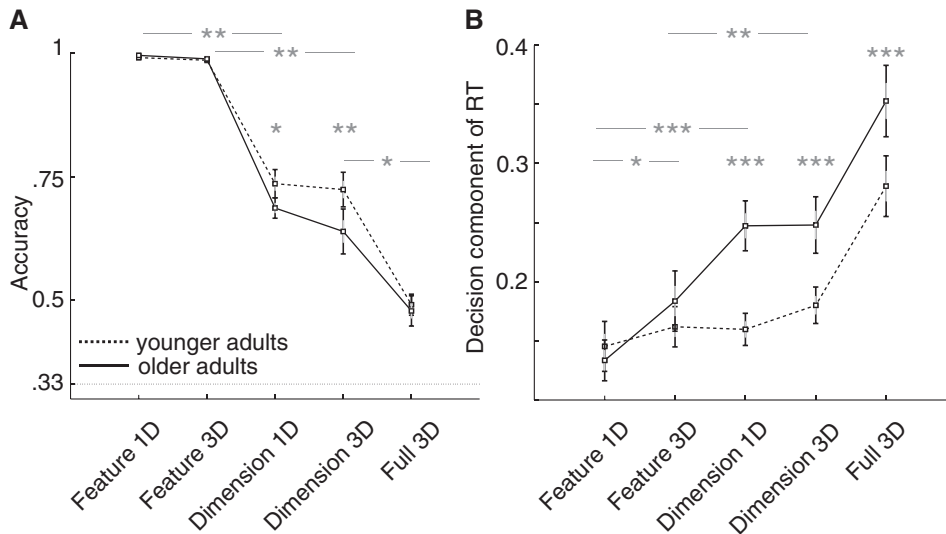 A
**
**
1
*
**
*
.75
0.5
.33
Accuracy
younger adults
older adults
Feature 1D
Feature 3D
Dimension 1D
Dimension 3D
Full 3D
B
**
***
***
*
***
***
0.4
0.3
0.2
Decision component of RT
Feature 1D
Feature 3D
Dimension 1D
Dimension 3D
Full 3D